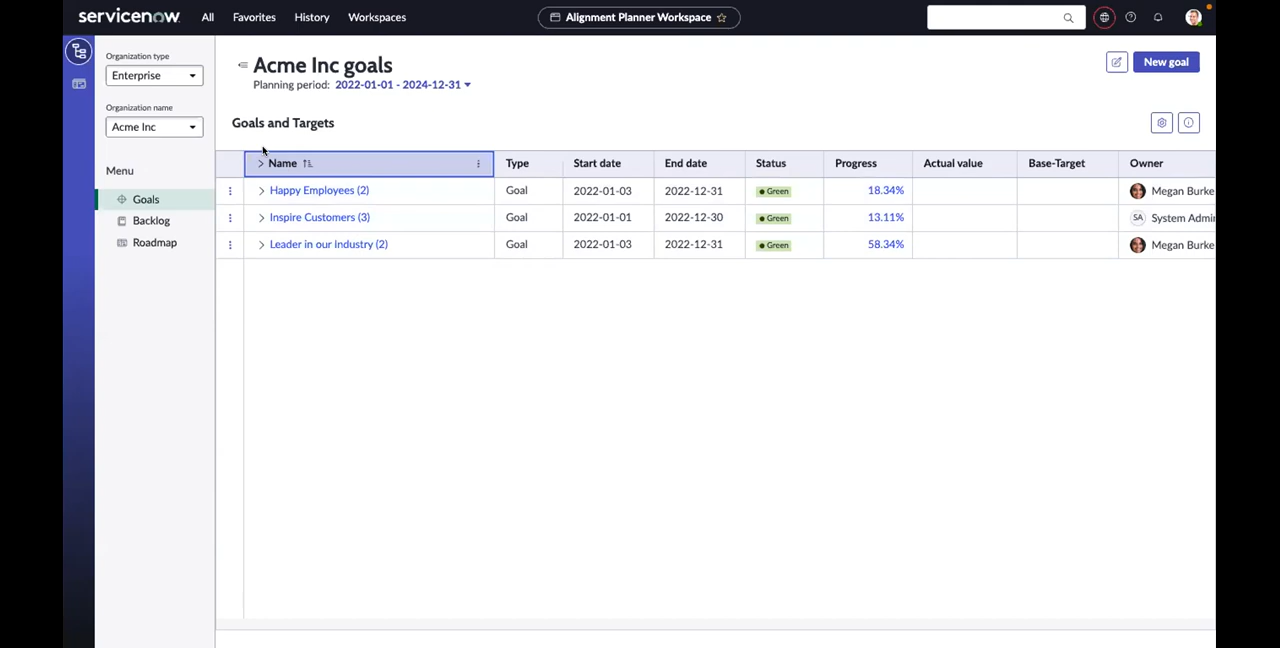 servicenow All Favorites History Workspaces Alignment Planner Workspace
Organization type
Enterprise
Organization name
Acme Inc
Menu
Goals
Backlog
Roadmap
Acme Inc goals
Planning period: 2022-01-01 - 2024-12-31
New goal
Goals and Targets
Name Type Start date End date Status Progress Actual value Base-Target Owner
Happy Employees (2) Goal 2022-01-03 2022-12-31 Green 18.34% Megan Burke
Inspire Customers (3) Goal 2022-01-01 2022-12-30 Green 13.11% SA System Admin
Leader in our Industry (2) Goal 2022-01-03 2022-12-31 Green 58.34% Megan Burke